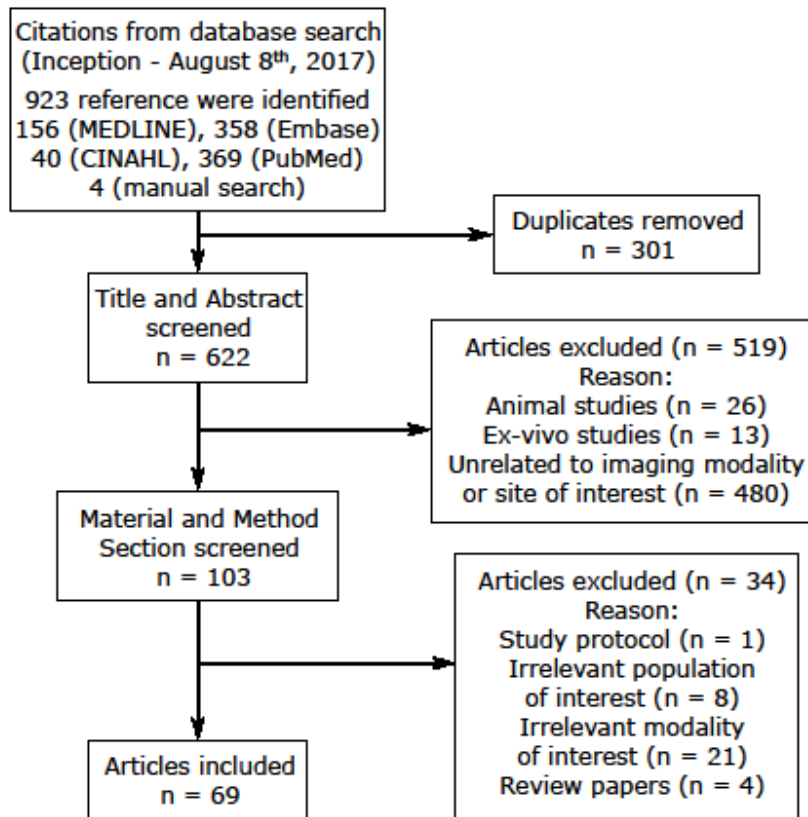 Citations from database search
(Inception - August 8th, 2017)
923 reference were identified
156 (MEDLINE), 358 (Embase)
40 (CINAHL), 369 (PubMed)
4 (manual search)
Duplicates removed
n = 301
Title and Abstract
screened
n = 622
Articles excluded (n = 519)
Reason:
Animal studies (n = 26)
Ex-vivo studies (n = 13)
Unrelated to imaging modality
or site of interest (n = 480)
Material and Method
Section screened
n = 103
Articles excluded (n = 34)
Reason:
Study protocol (n = 1)
Irrelevant population
of interest (n = 8)
Irrelevant modality
of interest (n = 21)
Review papers (n = 4)
Articles included
n = 69